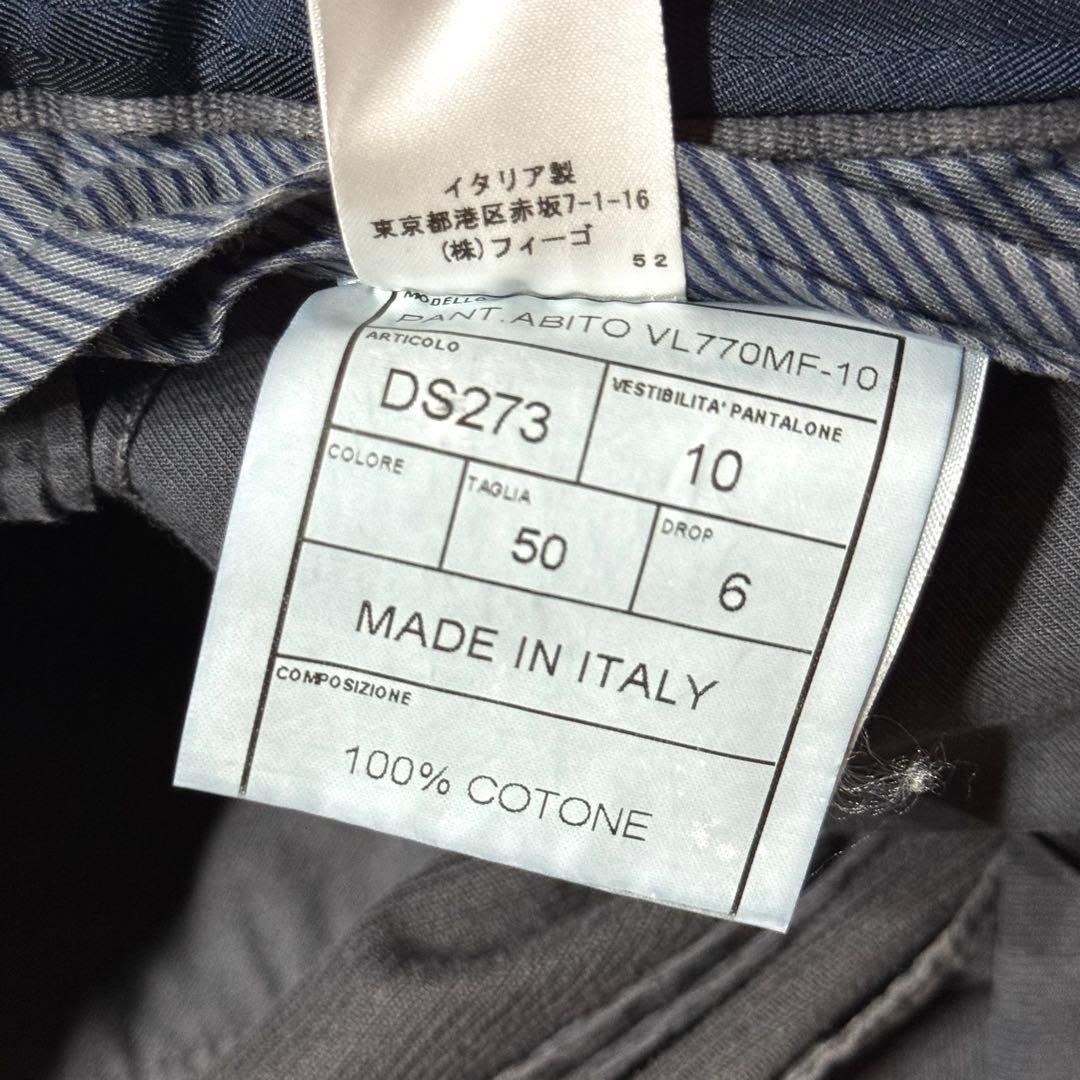 イタリア製
東京都港区赤坂7-1-16
(株)フィーゴ
52
MODELLO
PANT.ABITO VL770MF-10
ARTICOLO
DS273
VESTIBILITA' PANTALONE
10
COLORE
TAGLIA
50
DROP
6
MADE IN ITALY
COMPOSIZIONE
100% COTONE